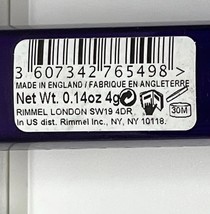 3 607342 765498 >
MADE IN ENGLAND / FABRIQUE EN ANGLETERRE
Net Wt. 0.14oz 4g
RIMMEL LONDON SW19 4DR
in US dist. Rimmel Inc., NY, NY 10118.
30M